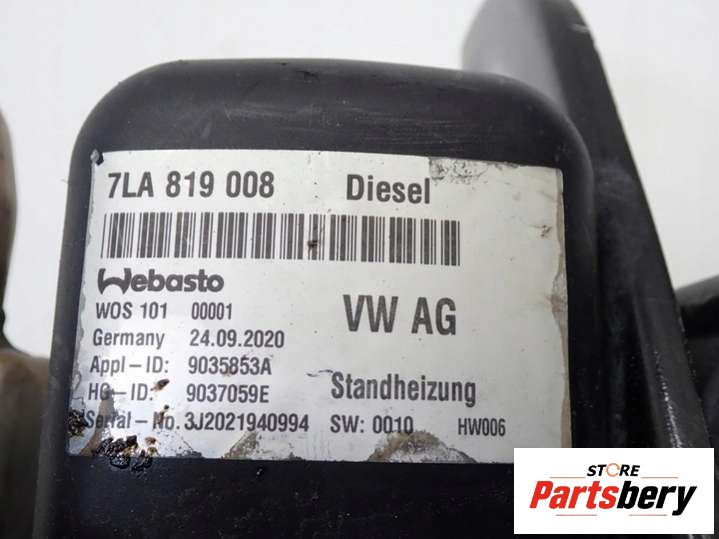 7LA 819 008 Diesel
Webasto
WOS 101 00001 VW AG
Germany 24.09.2020
Appl-ID: 9035853A
HG-ID: 9037059E Standheizung
Serial-No. 3J2021940994 SW: 0010 HW006
STORE
Partsbery